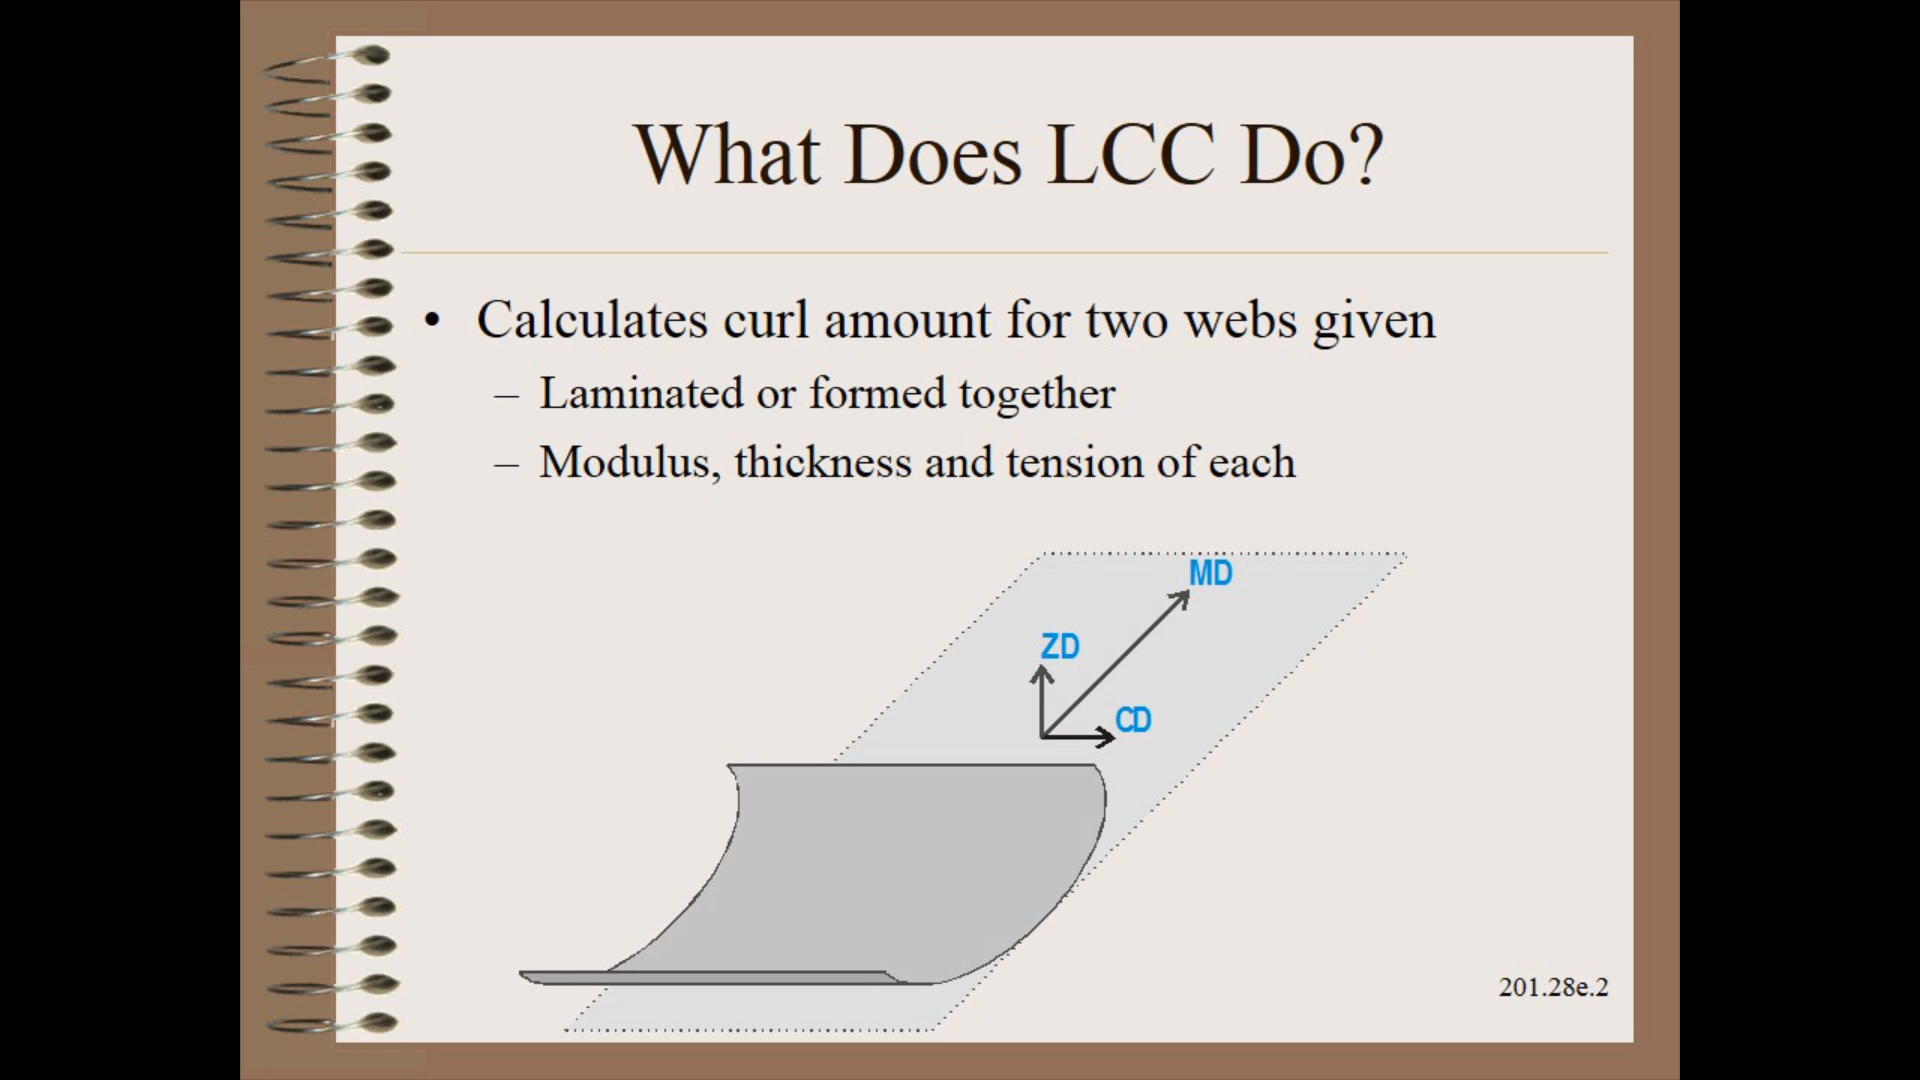 What Does LCC Do?
• Calculates curl amount for two webs given
– Laminated or formed together
– Modulus, thickness and tension of each
MD
ZD
CD
201.28e.2